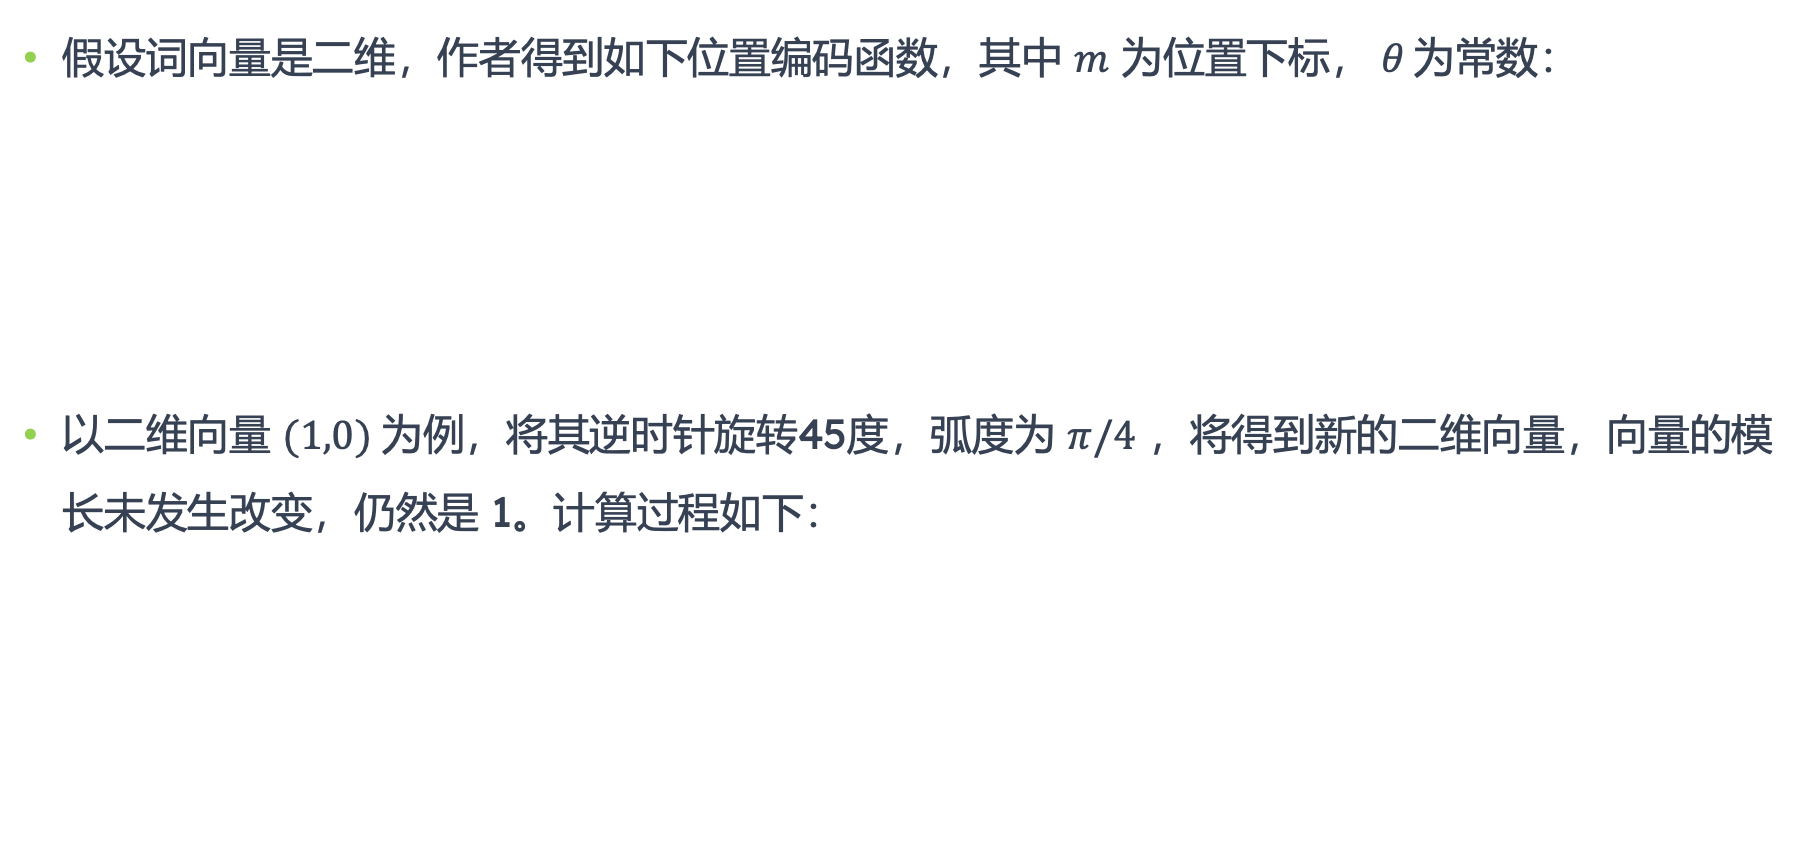 • 假设词向量是二维，作者得到如下位置编码函数，其中 m 为位置下标， θ 为常数：
• 以二维向量 (1,0) 为例，将其逆时针旋转45度，弧度为 π/4 ，将得到新的二维向量，向量的模
长未发生改变，仍然是 1。计算过程如下：